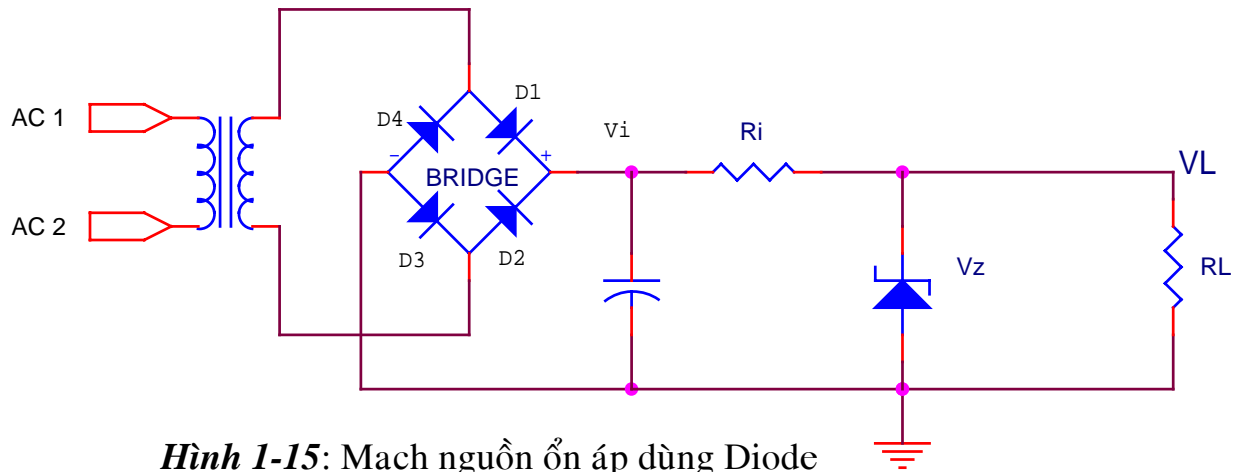 D1
AC 1
D4
Vi
Ri
VL
-
+
BRIDGE
AC 2
D3
D2
Vz
RL
Hình 1-15: Mạch nguồn ổn áp dùng Diode